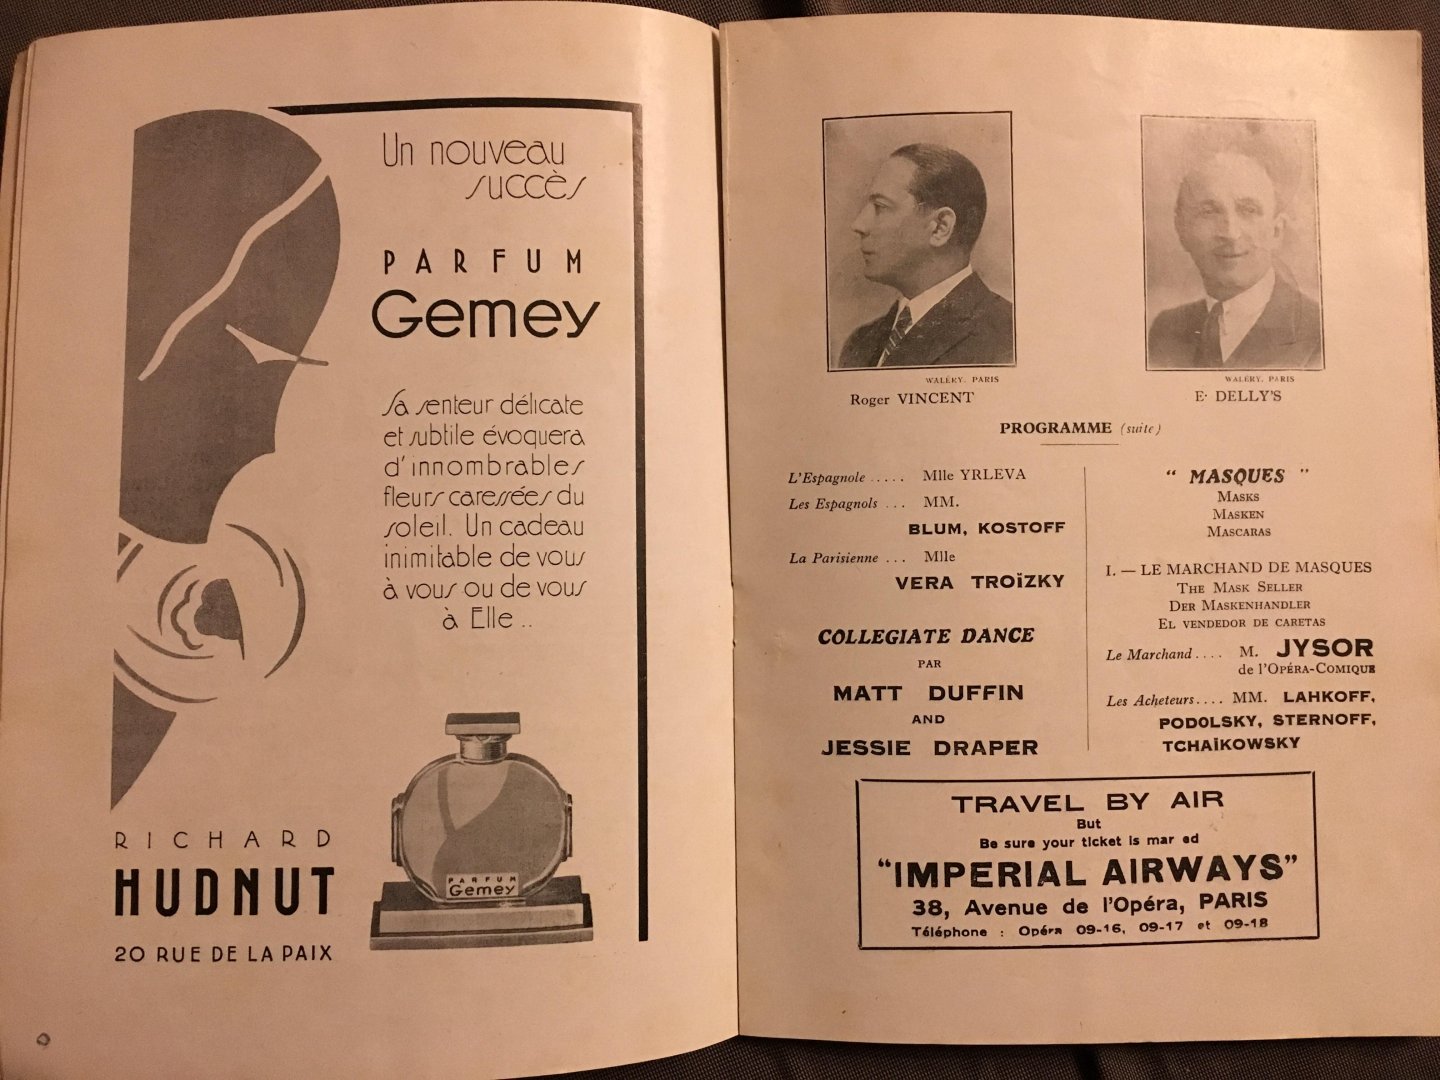 Un nouveau
succès
PARFUM
Gemey
Sa senteur délicate
et subtile évoquera
d'innombrables
fleurs caressées du
soleil. Un cadeau
inimitable de vous
à vous ou de vous
à Elle ..
PARFUM
Gemey
RICHARD
HUDNUT
20 RUE DE LA PAIX
WALÉRY. PARIS
Roger VINCENT
WALÉRY. PARIS
E. DELLY'S
PROGRAMME (suite)
L'Espagnole ..... Mlle YRLEVA
Les Espagnols ... MM.
BLUM, KOSTOFF
La Parisienne ... Mlle
VERA TROÏZKY
COLLEGIATE DANCE
PAR
MATT DUFFIN
AND
JESSIE DRAPER
" MASQUES "
MASKS
MASKEN
MASCARAS
I. — LE MARCHAND DE MASQUES
THE MASK SELLER
DER MASKENHANDLER
EL VENDEDOR DE CARETAS
Le Marchand .... M. JYSOR
de l'OPÉRA-COMIQUE
Les Acheteurs .... MM. LAHKOFF,
PODOLSKY, STERNOFF,
TCHAÏKOWSKY
TRAVEL BY AIR
But
Be sure your ticket is mar ed
"IMPERIAL AIRWAYS"
38, Avenue de l'Opéra, PARIS
Téléphone : Opéra 09-16, 09-17 et 09-18